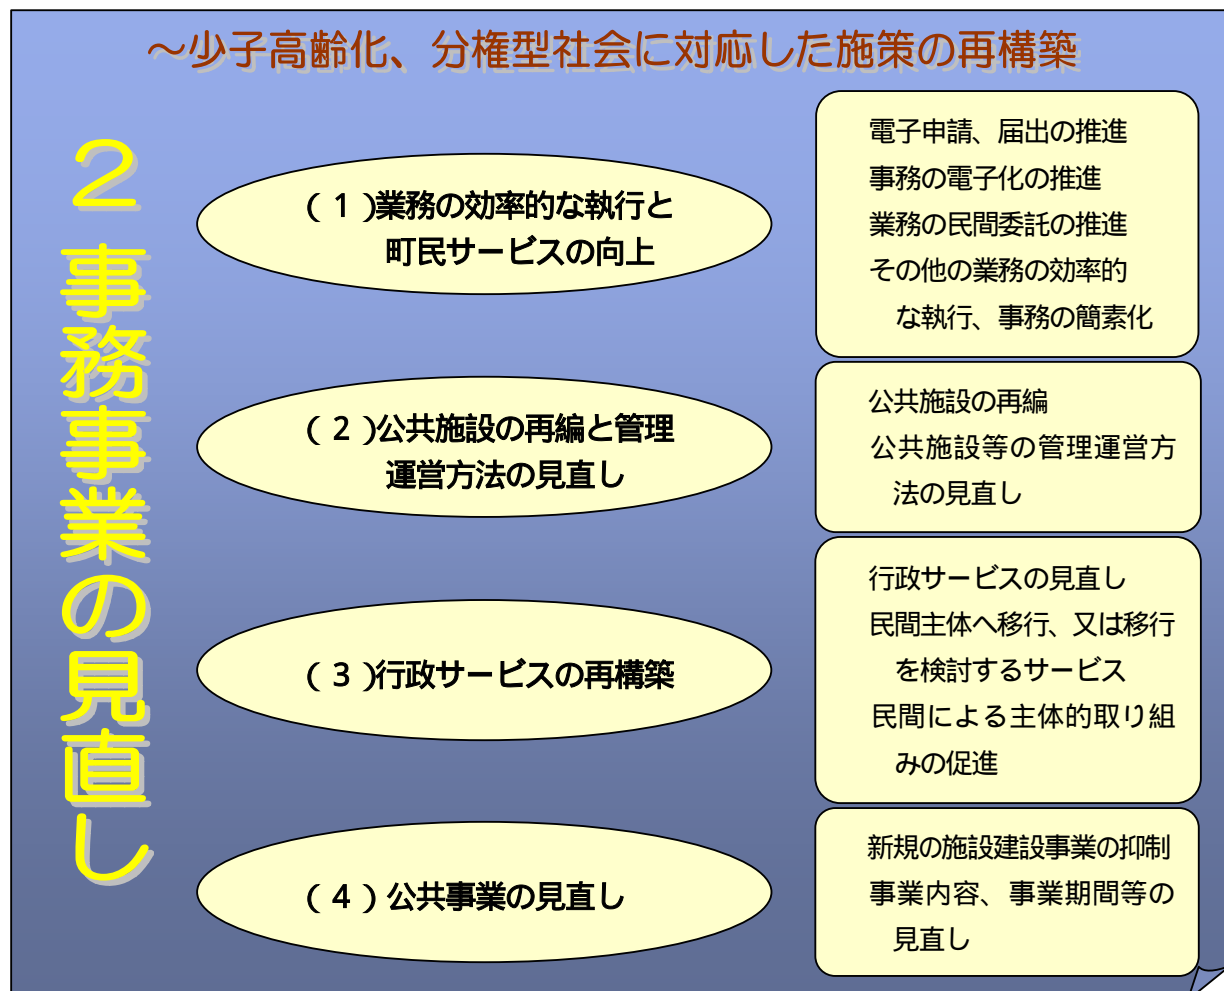 ～少子高齢化、分権型社会に対応した施策の再構築
２ 事務事業の見直し
(１)業務の効率的な執行と
町民サービスの向上
電子申請、届出の推進
事務の電子化の推進
業務の民間委託の推進
その他の業務の効率的
な執行、事務の簡素化
(２)公共施設の再編と管理
運営方法の見直し
公共施設の再編
公共施設等の管理運営方
法の見直し
(３)行政サービスの再構築
行政サービスの見直し
民間主体へ移行、又は移行
を検討するサービス
民間による主体的取り組
みの促進
(４)公共事業の見直し
新規の施設建設事業の抑制
事業内容、事業期間等の
見直し